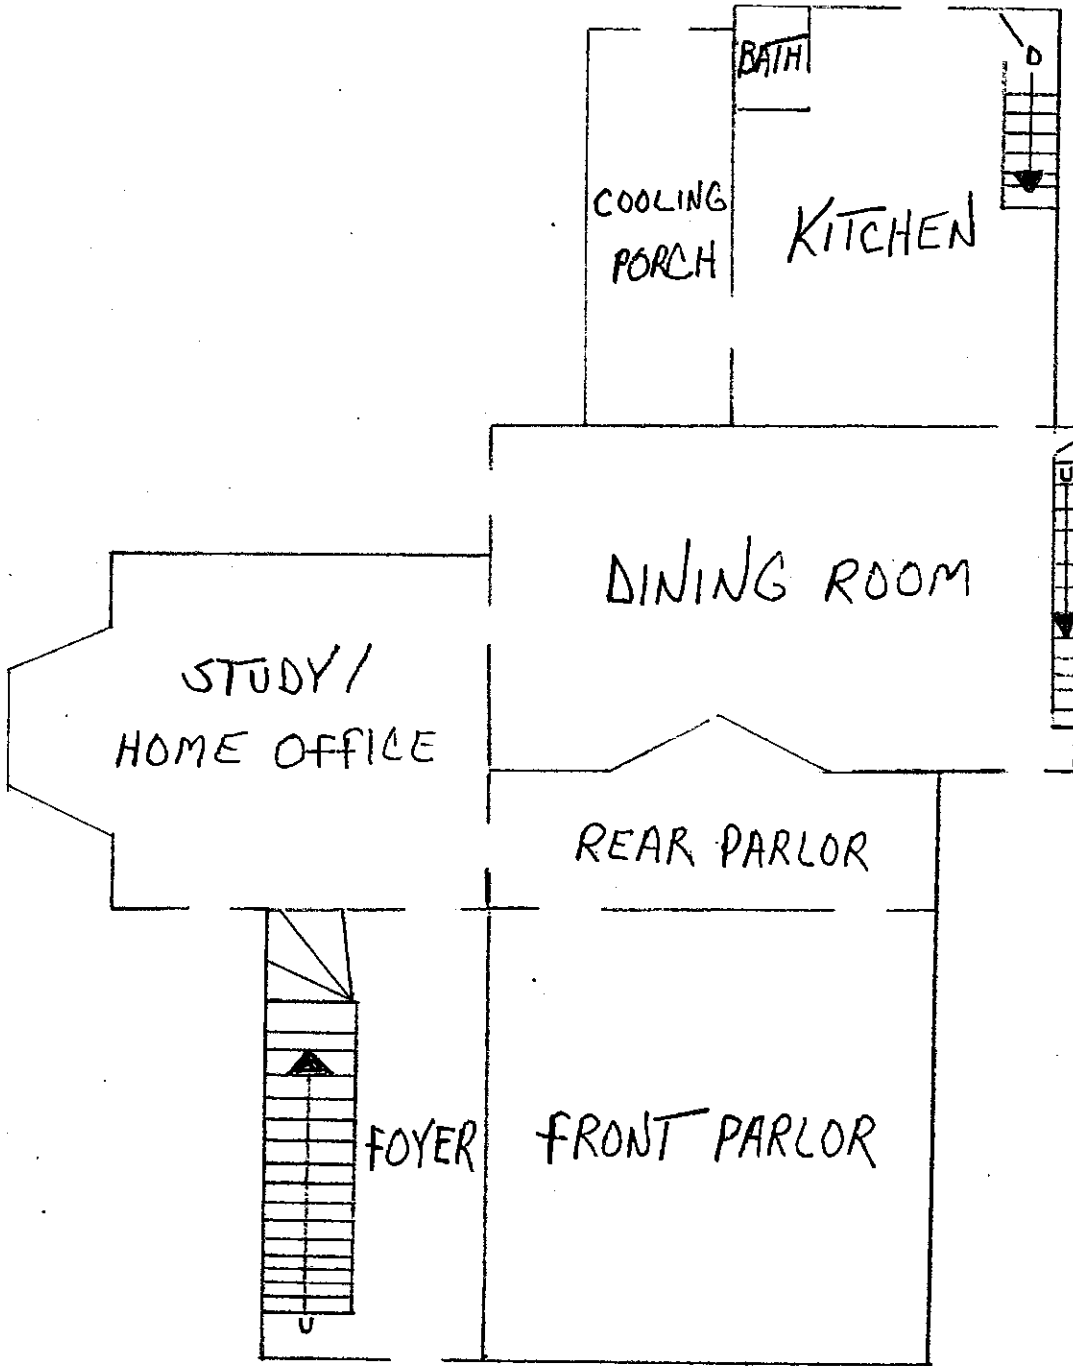 BATH
D
COOLING
PORCH
KITCHEN
U
DINING ROOM
STUDY/
HOME OFFICE
REAR PARLOR
FOYER
FRONT PARLOR
U